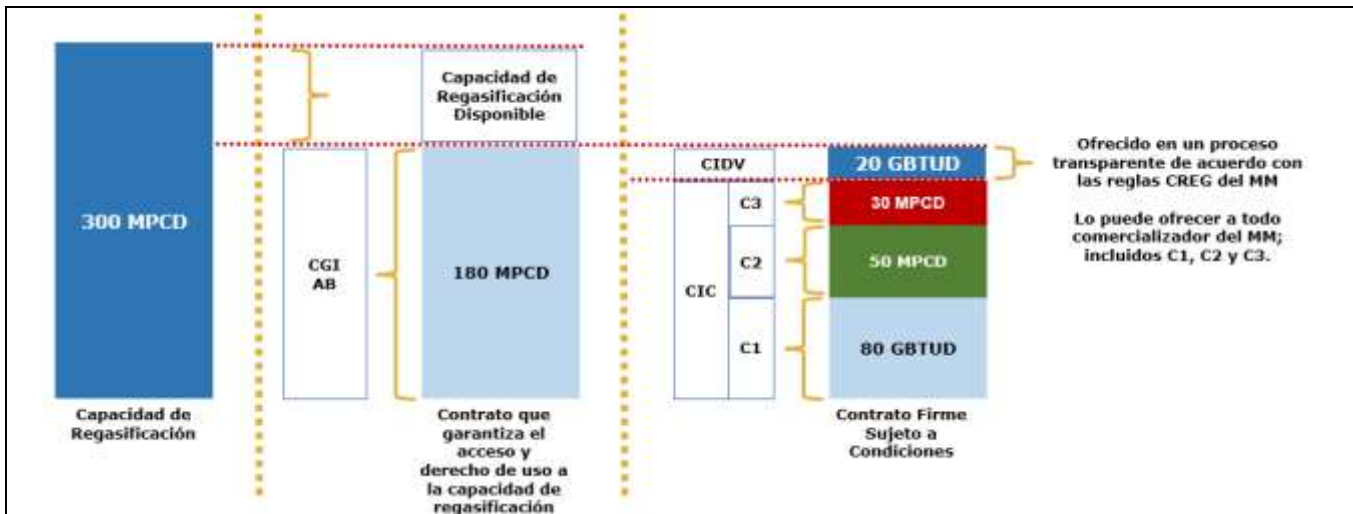 300 MPCD
Capacidad de
Regasificación
Capacidad de
Regasificación
Disponible
CGI
AB
180 MPCD
Contrato que
garantiza el
acceso y
derecho de uso a
la capacidad de
regasificación
CIDV
20 GBTUD
CIC
C3
30 MPCD
C2
50 MPCD
C1
80 GBTUD
Contrato Firme
Sujeto a
Condiciones
Ofrecido en un proceso
transparente de acuerdo con
las reglas CREG del MM
Lo puede ofrecer a todo
comercializador del MM;
incluidos C1, C2 y C3.